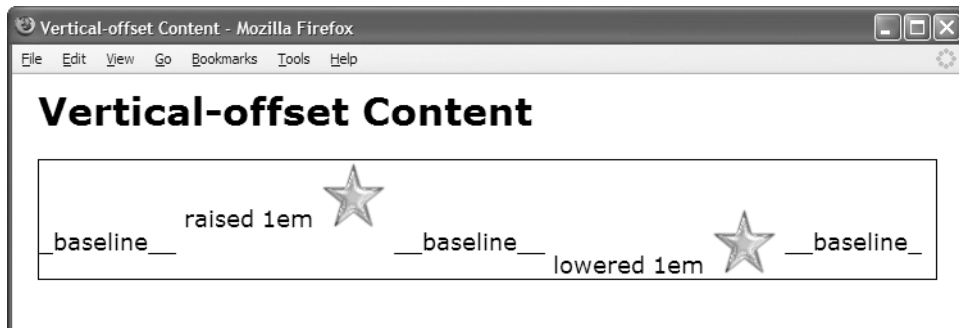 Vertical-offset Content - Mozilla Firefox
File Edit View Go Bookmarks Tools Help
Vertical-offset Content
_baseline__ raised 1em __baseline__ lowered 1em __baseline_